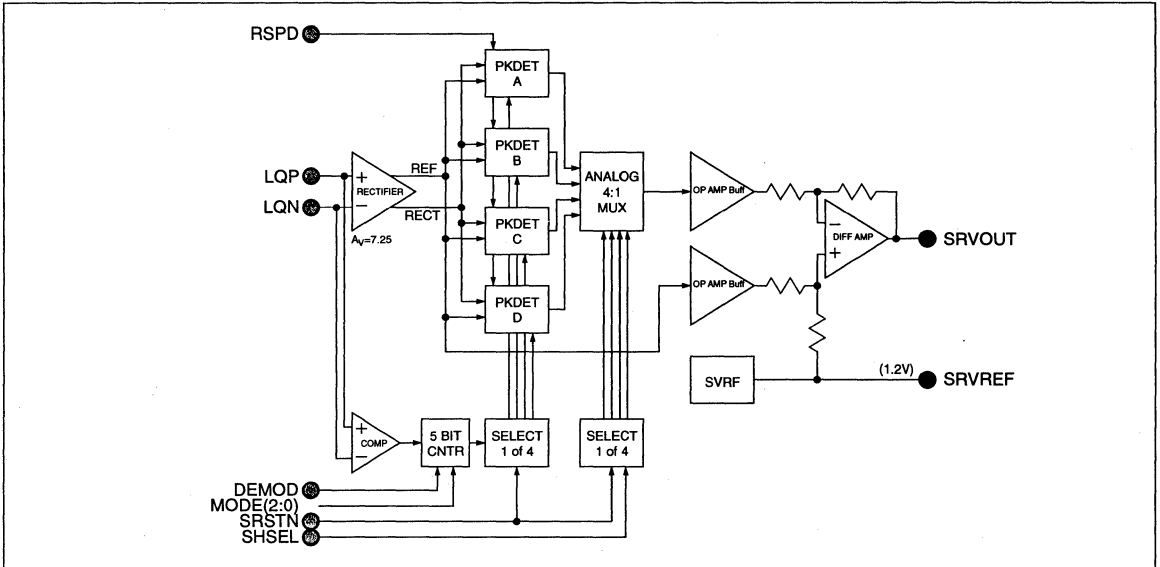 RSPD
PKDET
A
PKDET
B
LQP
+
RECTIFIER
REF
ANALOG
4:1
MUX
OP AMP Buff
LQN
−
RECT
A_V=7.25
PKDET
C
−
DIFF AMP
+
SRVOUT
PKDET
D
OP AMP Buff
SVRF
(1.2V)
SRVREF
+
COMP
−
5 BIT
CNTR
SELECT
1 of 4
SELECT
1 of 4
DEMOD
MODE(2:0)
SRSTN
SHSEL